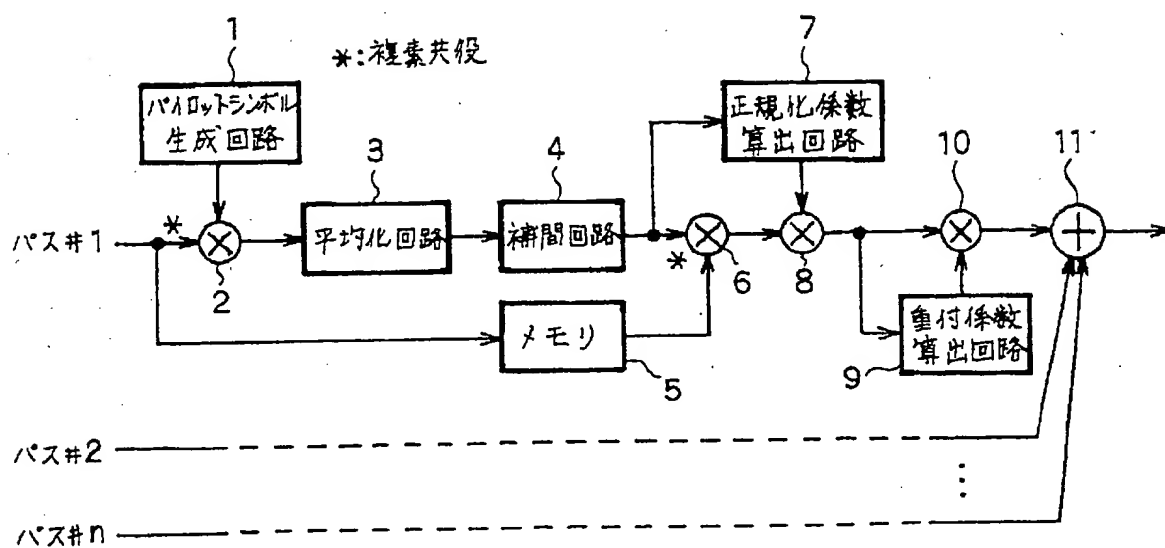 1
*:複素共役
7
パイロットシンボル
生成回路
正規化係数
算出回路
3
4
10
11
パス#1
*
2
平均化回路
補間回路
*
6
8
メモリ
5
重付係数
算出回路
9
パス#2
パス#n